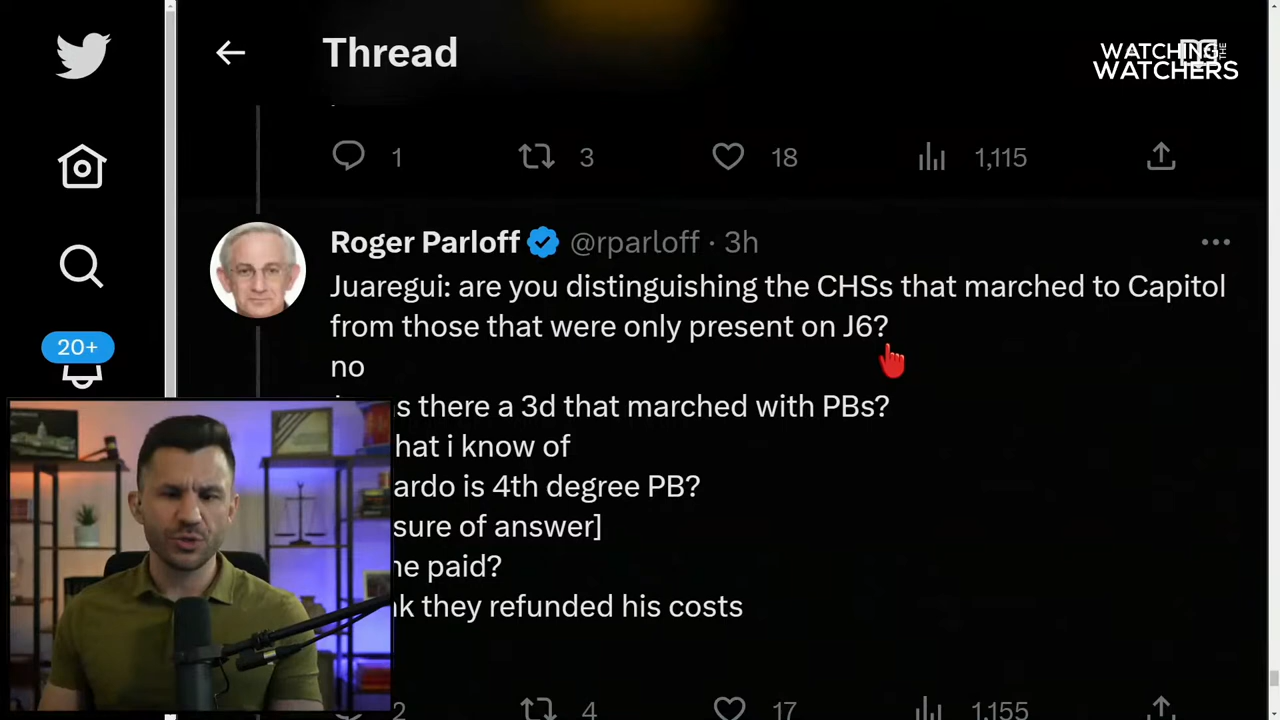 Thread
WATCHING THE
WATCHERS
1 3 18 1,115
Roger Parloff @rparloff · 3h
Juaregui: are you distinguishing the CHSs that marched to Capitol
from those that were only present on J6?
20+
no
s there a 3d that marched with PBs?
hat i know of
ardo is 4th degree PB?
sure of answer]
he paid?
k they refunded his costs
2 4 17 1,155